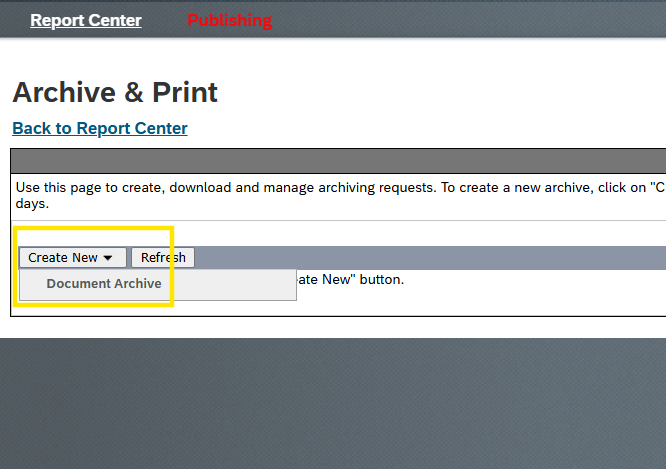 Report Center Publishing
Archive & Print
Back to Report Center
Use this page to create, download and manage archiving requests. To create a new archive, click on "C
days.
Create New Refresh
Document Archive
ate New" button.